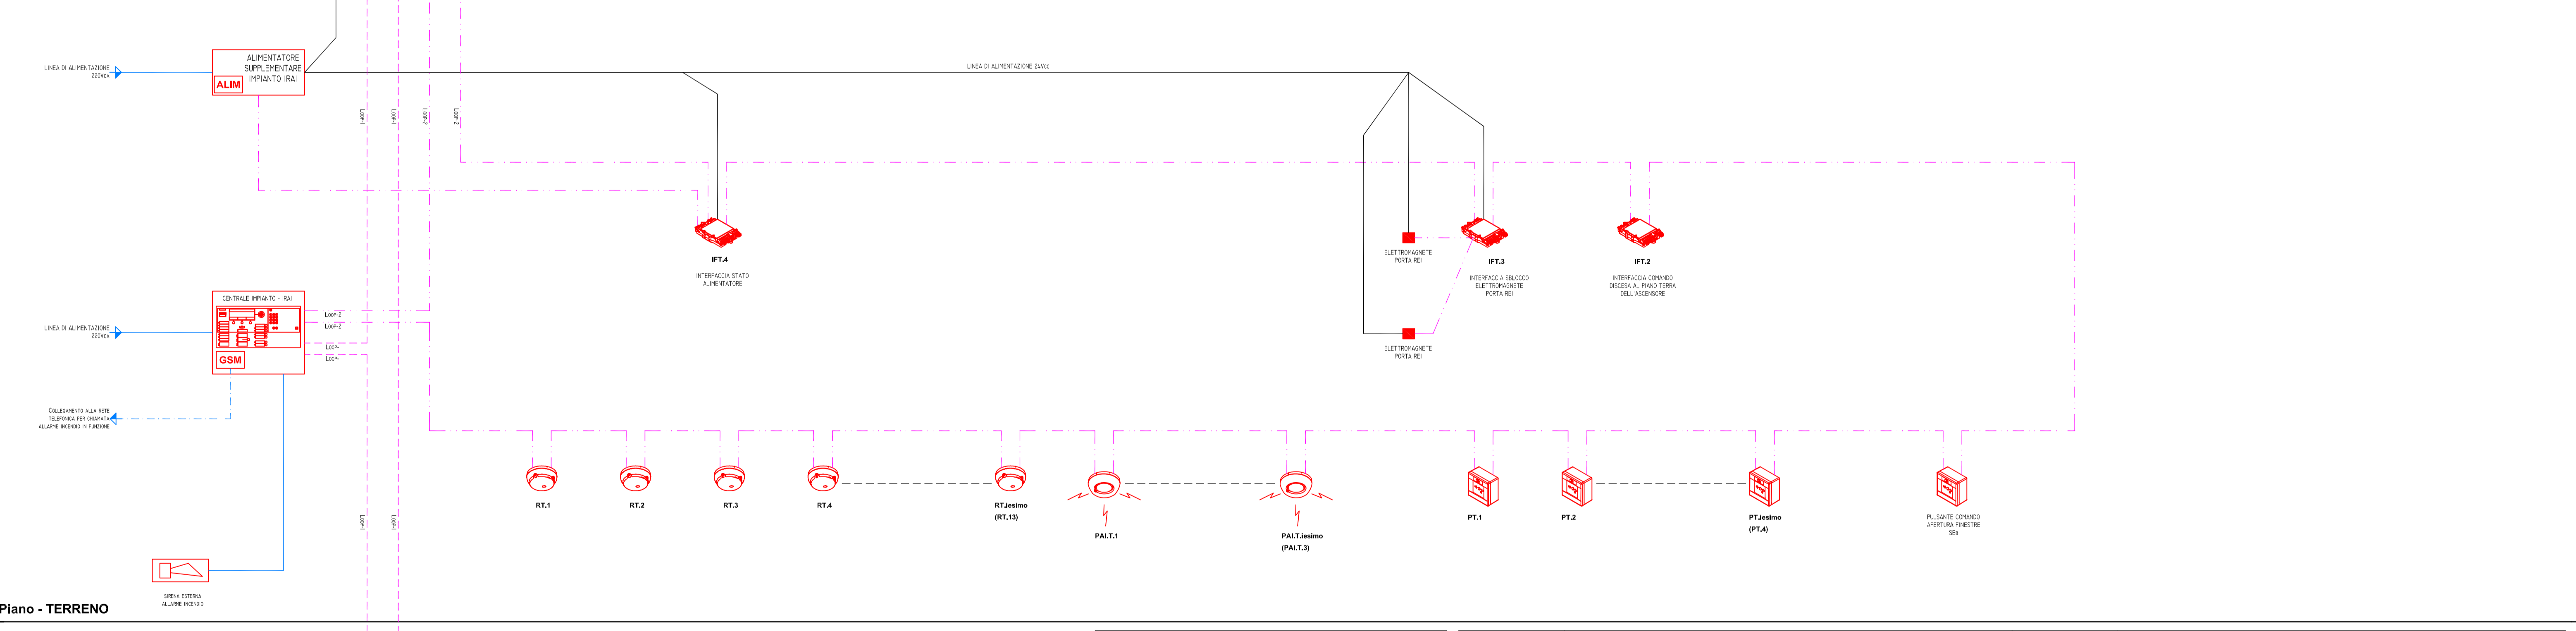 ALIMENTATORE
SUPPLEMENTARE
IMPIANTO IRAI
ALIM
LINEA DI ALIMENTAZIONE
220Vca
LINEA DI ALIMENTAZIONE 24Vcc
Loop-1
Loop-1
Loop-2
Loop-2
IFT.4
INTERFACCIA STATO
ALIMENTATORE
ELETTROMAGNETE
PORTA REI
IFT.3
INTERFACCIA SBLOCCO
ELETTROMAGNETE
PORTA REI
IFT.2
INTERFACCIA COMANDO
DISCESA AL PIANO TERRA
DELL'ASCENSORE
CENTRALE IMPIANTO - IRAI
GSM
LINEA DI ALIMENTAZIONE
220Vca
Loop-2
Loop-2
Loop-1
Loop-1
ELETTROMAGNETE
PORTA REI
Collegamento alla rete
telefonica per chiamata
allarme incendio in funzione
RT.1
RT.2
RT.3
RT.4
RT.iesimo
(RT.13)
PAI.T.1
PAI.T.iesimo
(PAI.T.3)
PT.1
PT.2
PT.iesimo
(PT.4)
PULSANTE COMANDO
APERTURA FINESTRE
Loop-1
Loop-1
SIRENA ESTERNA
ALLARME INCENDIO
Piano - TERRENO